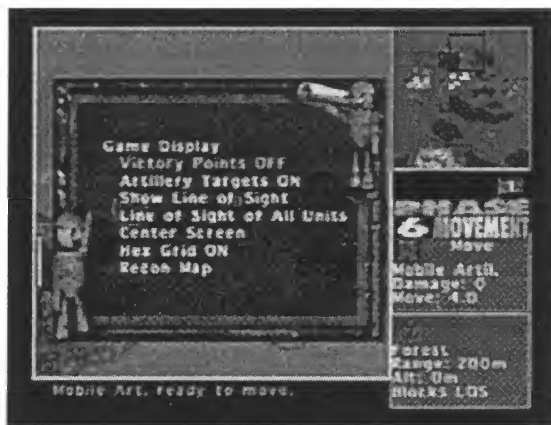 Game Display
Victory Points OFF
Artillery Targets ON
Show Line of Sight
Line of Sight of All Units
Center Screen
Hex Grid ON
Recon Map
PHASE
6 MOVEMENT
Move
Mobile Artil.
Damage: 0
Move: 4.0
Forest
Range: 200m
Alt: 0m
Blocks LOS
Mobile Art. ready to move.